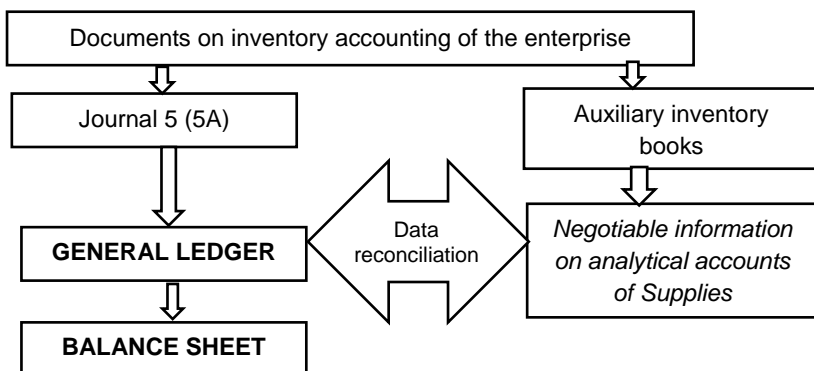 Documents on inventory accounting of the enterprise
Journal 5 (5A)
Auxiliary inventory
books
GENERAL LEDGER
Data
reconciliation
Negotiable information
on analytical accounts
of Supplies
BALANCE SHEET